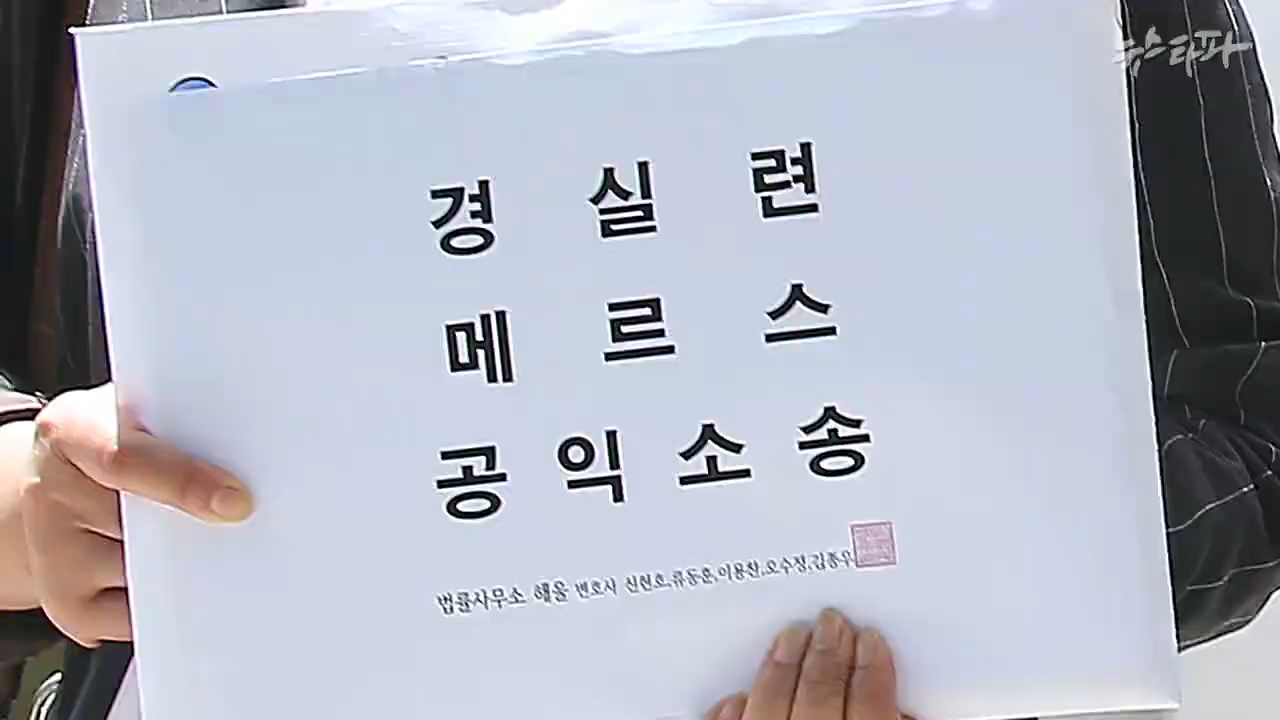 뉴스타파
경실련
메르스
공익소송
법률사무소 해울 변호사 신현호,류동훈,이용찬,오수정,김종우